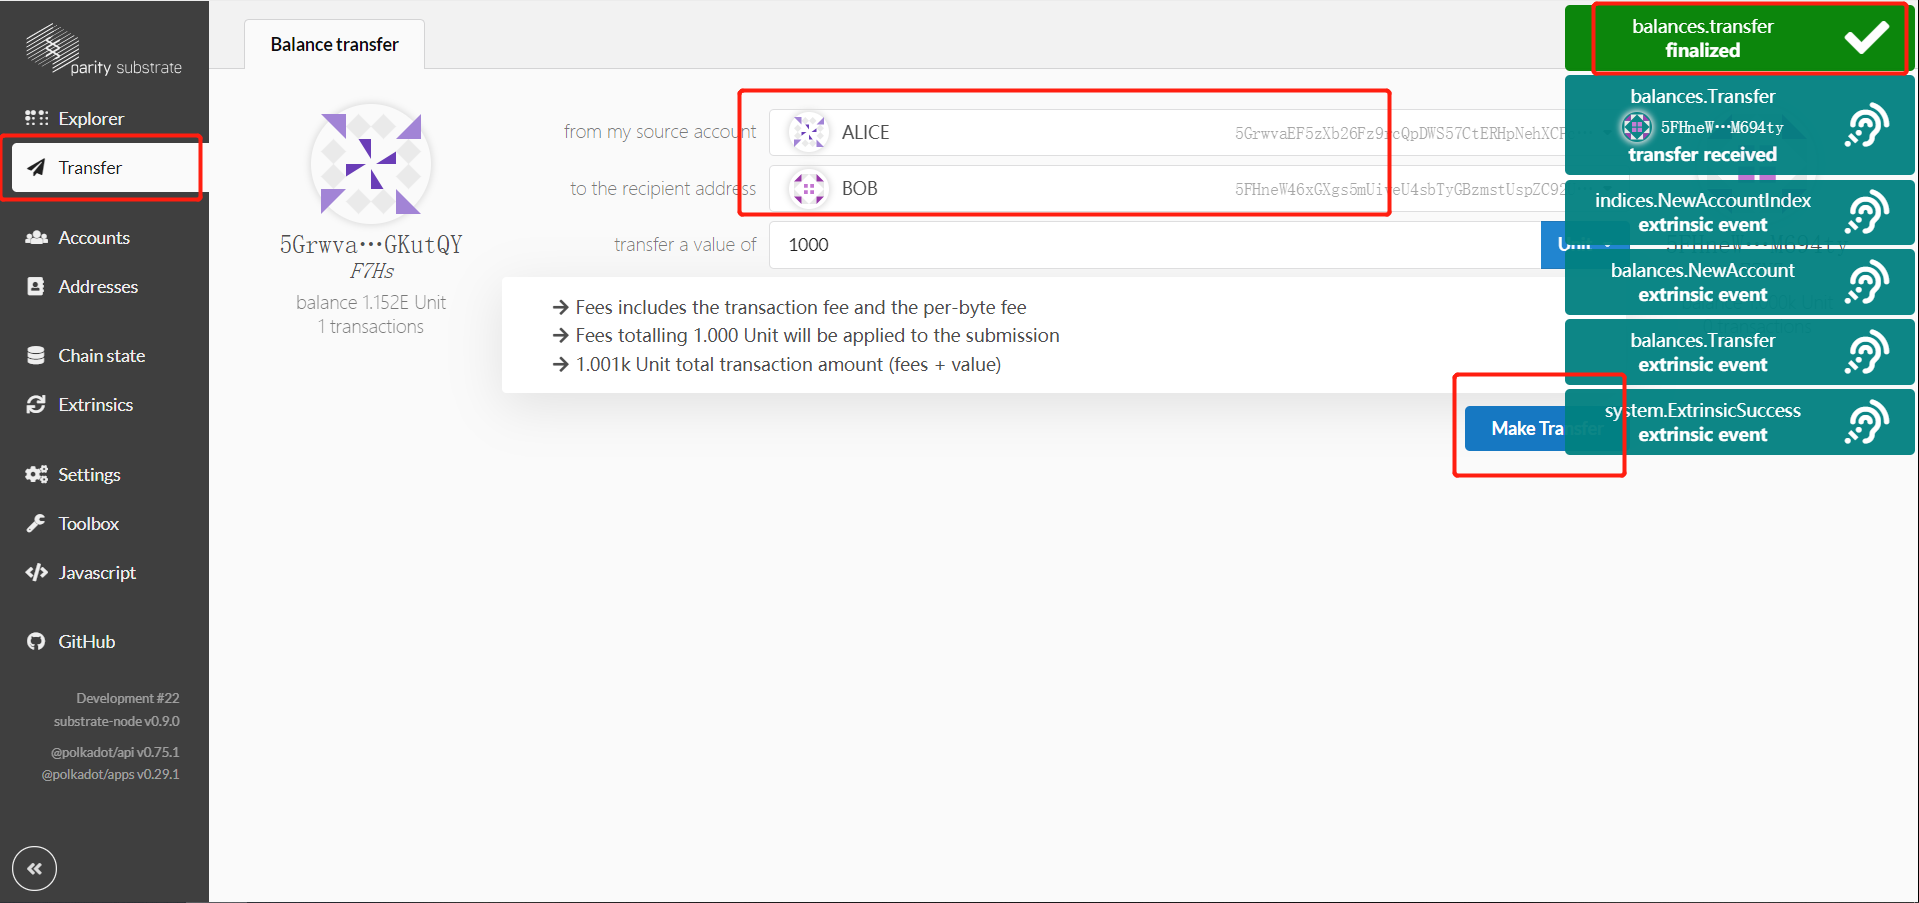 parity substrate
Explorer
Transfer
Accounts
Addresses
Chain state
Extrinsics
Settings
Toolbox
Javascript
GitHub
Development #22
substrate-node v0.9.0
@polkadot/api v0.75.1
@polkadot/apps v0.29.1
Balance transfer
5Grwva···GKutQY
F7Hs
balance 1.152E Unit
1 transactions
from my source account
ALICE
to the recipient address
BOB
transfer a value of
1000
Unit
Fees includes the transaction fee and the per-byte fee
Fees totalling 1.000 Unit will be applied to the submission
1.001k Unit total transaction amount (fees + value)
Make Transfer
balances.transfer
finalized
balances.Transfer
5FHneW···M694ty
transfer received
indices.NewAccountIndex
extrinsic event
5FHneW···M694ty
balances.NewAccount
extrinsic event
balances.Transfer
extrinsic event
system.ExtrinsicSuccess
extrinsic event